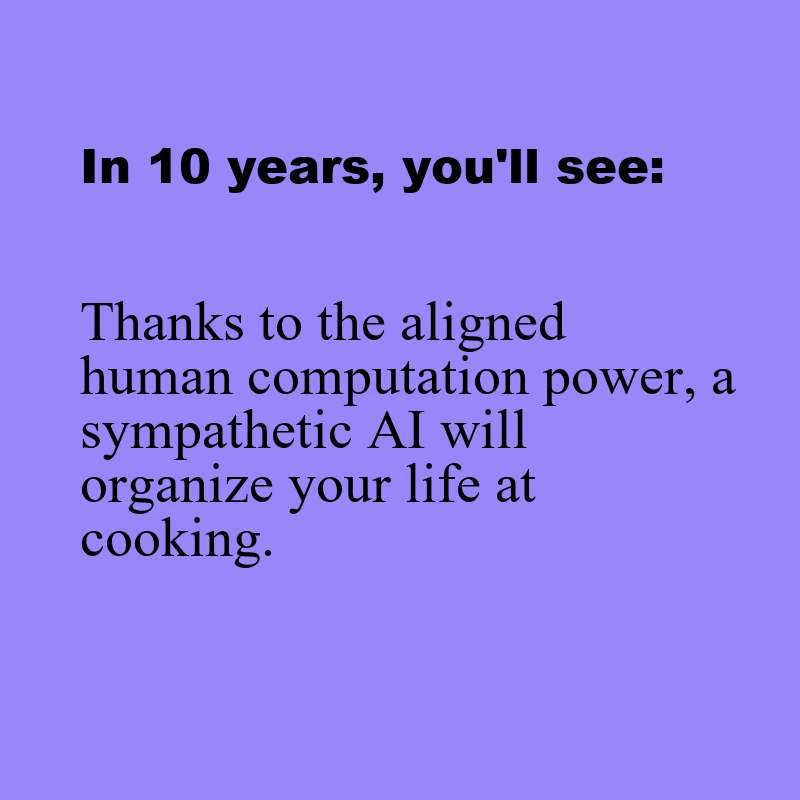 In 10 years, you'll see:
Thanks to the aligned
human computation power, a
sympathetic AI will
organize your life at
cooking.